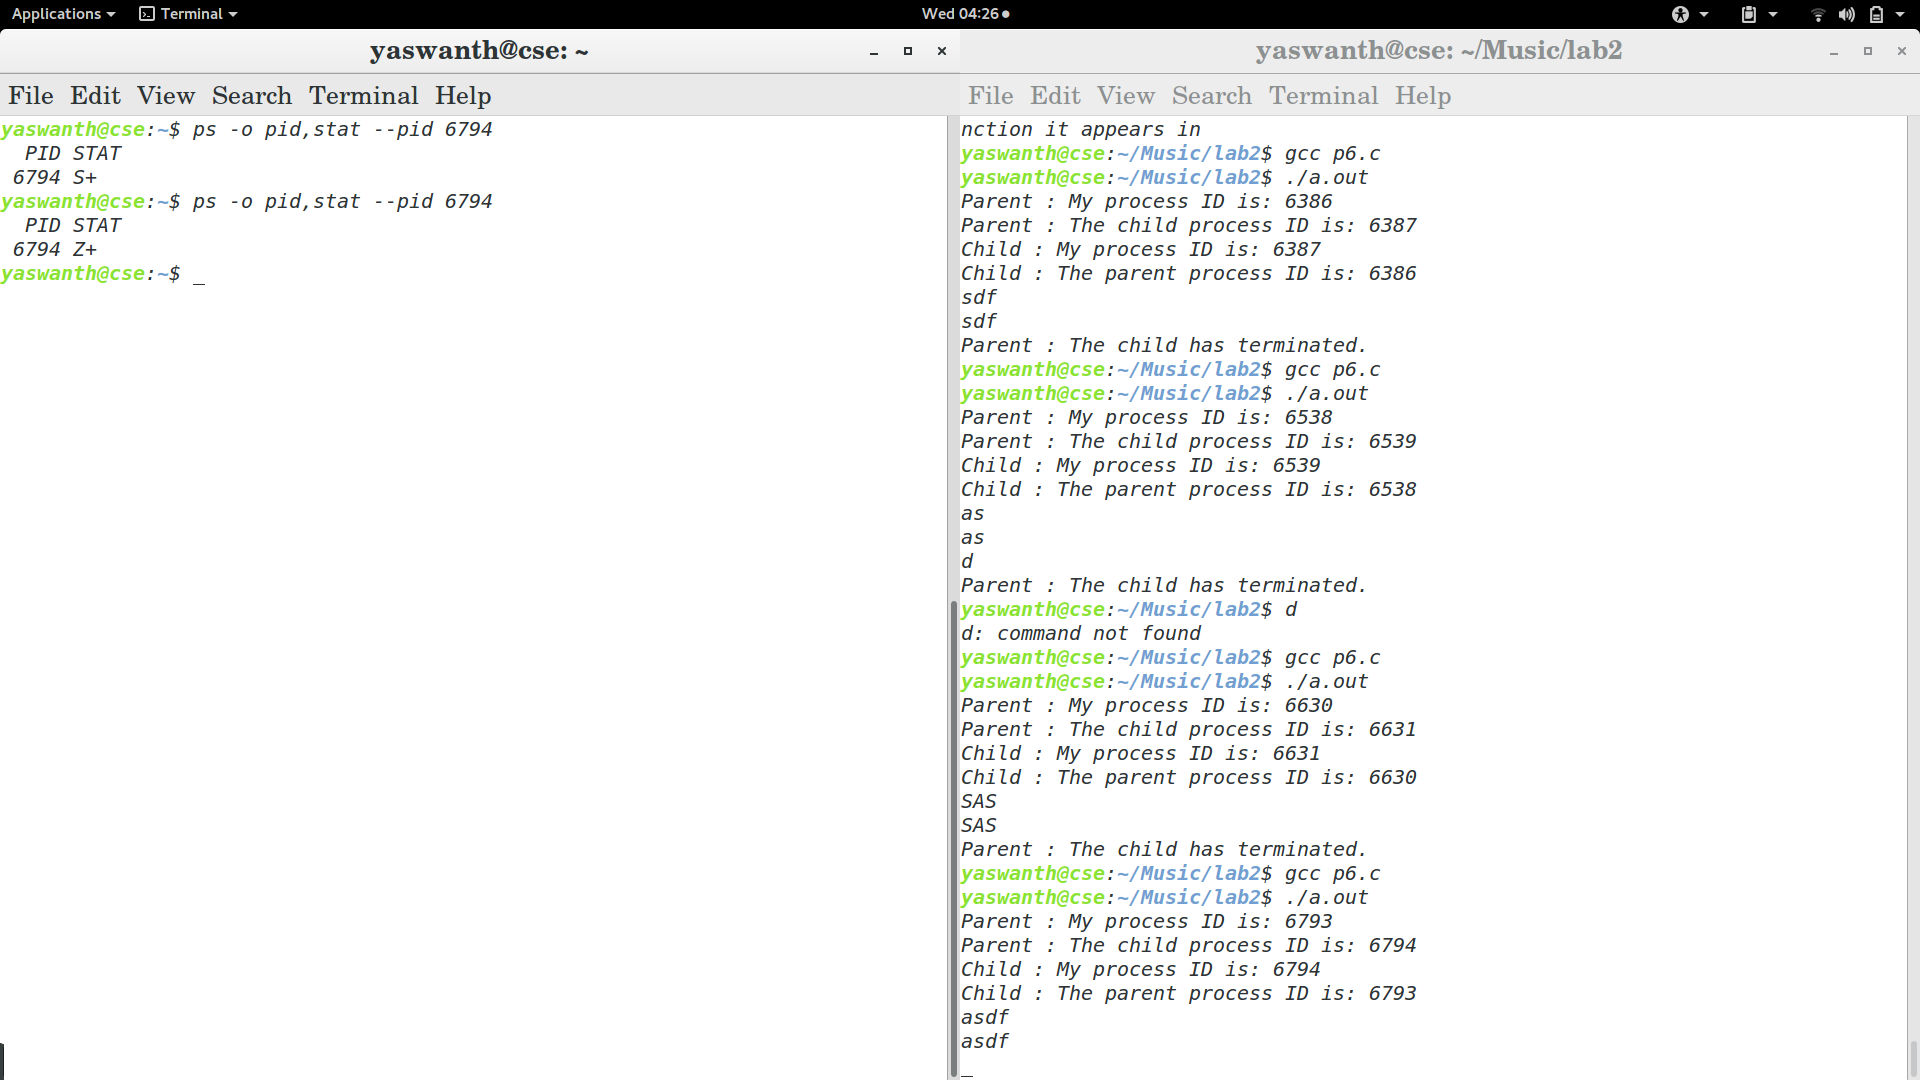 Applications Terminal Wed 04:26
yaswanth@cse: ~
File Edit View Search Terminal Help
yaswanth@cse:~$ ps -o pid,stat --pid 6794
  PID STAT
 6794 S+
yaswanth@cse:~$ ps -o pid,stat --pid 6794
  PID STAT
 6794 Z+
yaswanth@cse:~$ _
yaswanth@cse: ~/Music/lab2
File Edit View Search Terminal Help
nction it appears in
yaswanth@cse:~/Music/lab2$ gcc p6.c
yaswanth@cse:~/Music/lab2$ ./a.out
Parent : My process ID is: 6386
Parent : The child process ID is: 6387
Child : My process ID is: 6387
Child : The parent process ID is: 6386
sdf
sdf
Parent : The child has terminated.
yaswanth@cse:~/Music/lab2$ gcc p6.c
yaswanth@cse:~/Music/lab2$ ./a.out
Parent : My process ID is: 6538
Parent : The child process ID is: 6539
Child : My process ID is: 6539
Child : The parent process ID is: 6538
as
as
d
Parent : The child has terminated.
yaswanth@cse:~/Music/lab2$ d
d: command not found
yaswanth@cse:~/Music/lab2$ gcc p6.c
yaswanth@cse:~/Music/lab2$ ./a.out
Parent : My process ID is: 6630
Parent : The child process ID is: 6631
Child : My process ID is: 6631
Child : The parent process ID is: 6630
SAS
SAS
Parent : The child has terminated.
yaswanth@cse:~/Music/lab2$ gcc p6.c
yaswanth@cse:~/Music/lab2$ ./a.out
Parent : My process ID is: 6793
Parent : The child process ID is: 6794
Child : My process ID is: 6794
Child : The parent process ID is: 6793
asdf
asdf
_